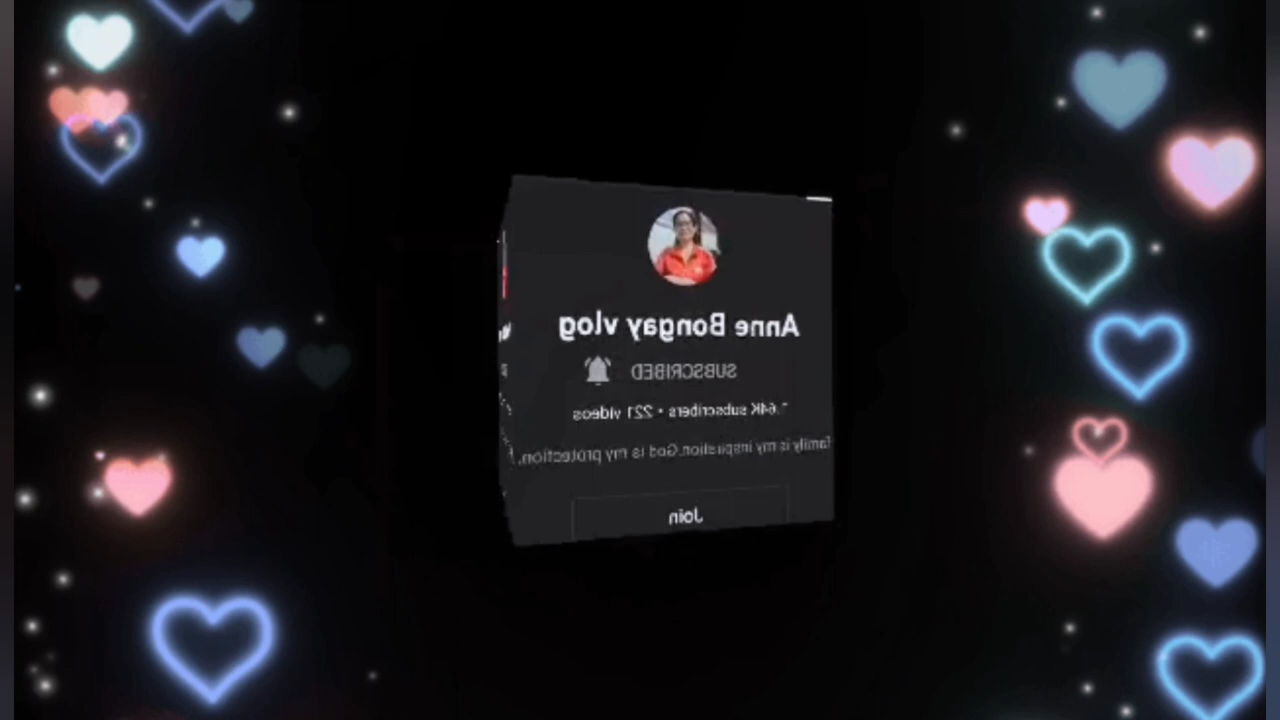 Anne Bongay vlog
SUBSCRIBED
.64K subscribers • 221 videos
family is my inspiration.God is my protection,
Join